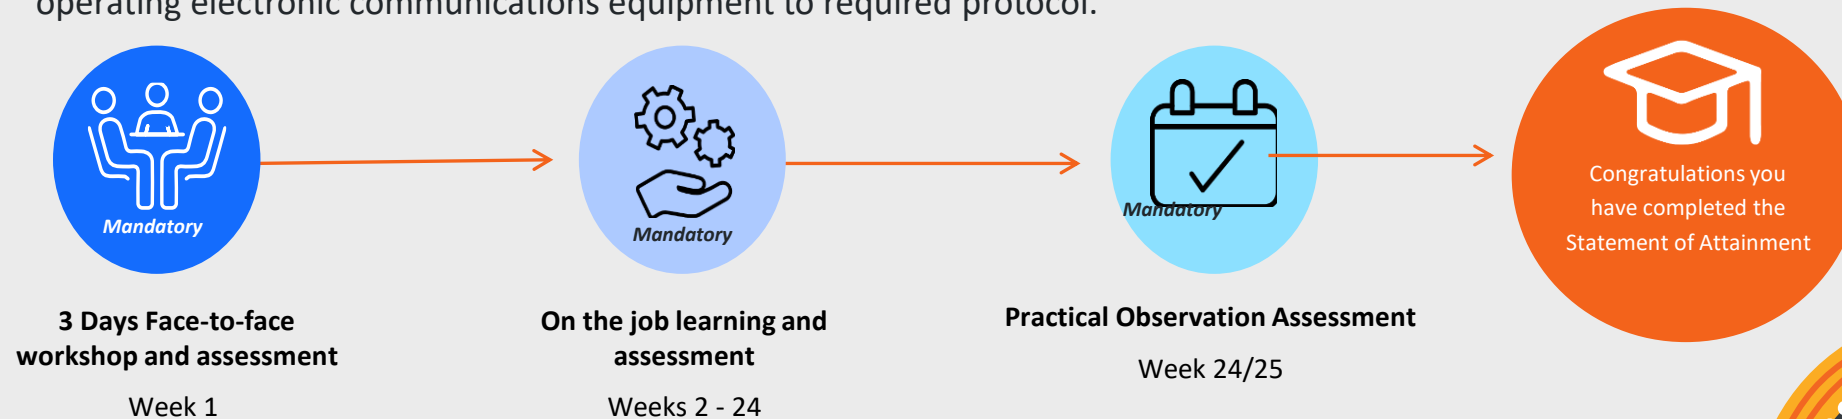 operating electronic communications equipment to required protocol.
Mandatory
Mandatory
Mandatory
Congratulations you
have completed the
Statement of Attainment
3 Days Face-to-face
workshop and assessment
Week 1
On the job learning and
assessment
Weeks 2 - 24
Practical Observation Assessment
Week 24/25